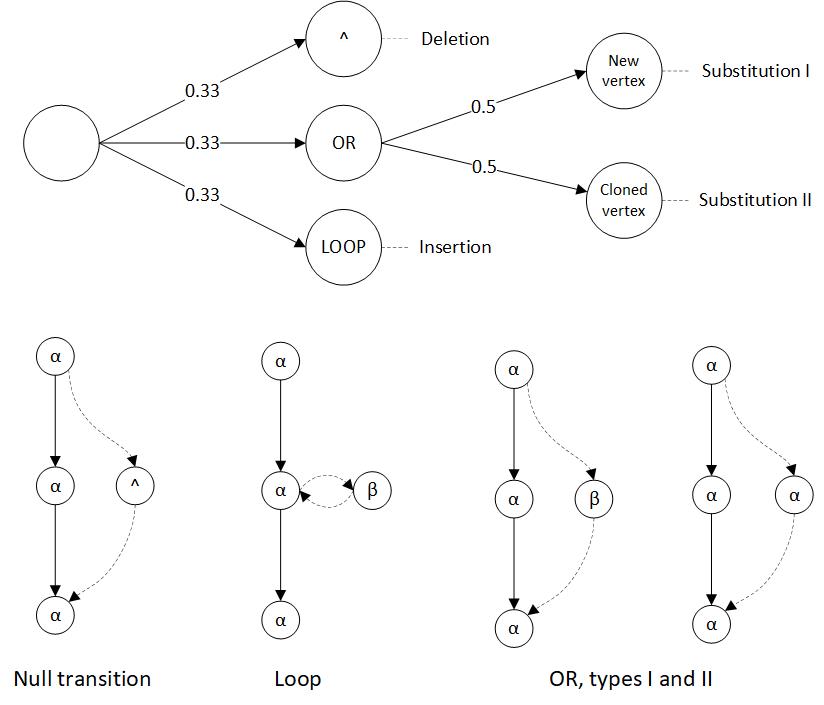 ^
Deletion
New
vertex
Substitution I
0.33
0.5
0.33
OR
0.5
0.33
Cloned
vertex
Substitution II
LOOP
Insertion
α
α
α
α
α
^
α
β
α
β
α
α
α
α
α
α
Null transition
Loop
OR, types I and II